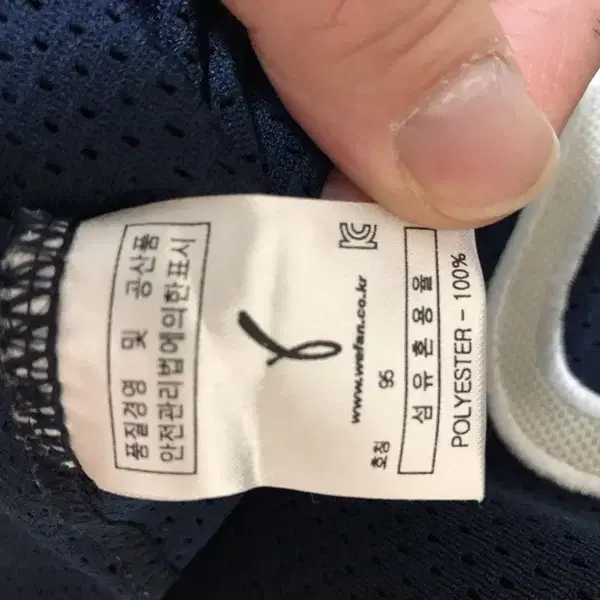 품질경영 및 공산품
안전관리법에의한표시
www.wefan.co.kr
호칭 95
섬유혼용율
POLYESTER - 100%